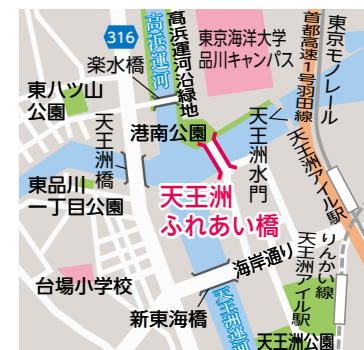 316
高浜運河
高浜運河沿緑地
東京海洋大学
品川キャンパス
首都高速1号羽田線
東京モノレール
楽水橋
東八ツ山
公園
港南公園
天王洲橋
天王洲水門
天王洲アイル駅
東品川
一丁目公園
天王洲
ふれあい橋
海岸通り
りんかい線
天王洲アイル駅
台場小学校
新東海橋
天王洲運河
天王洲公園